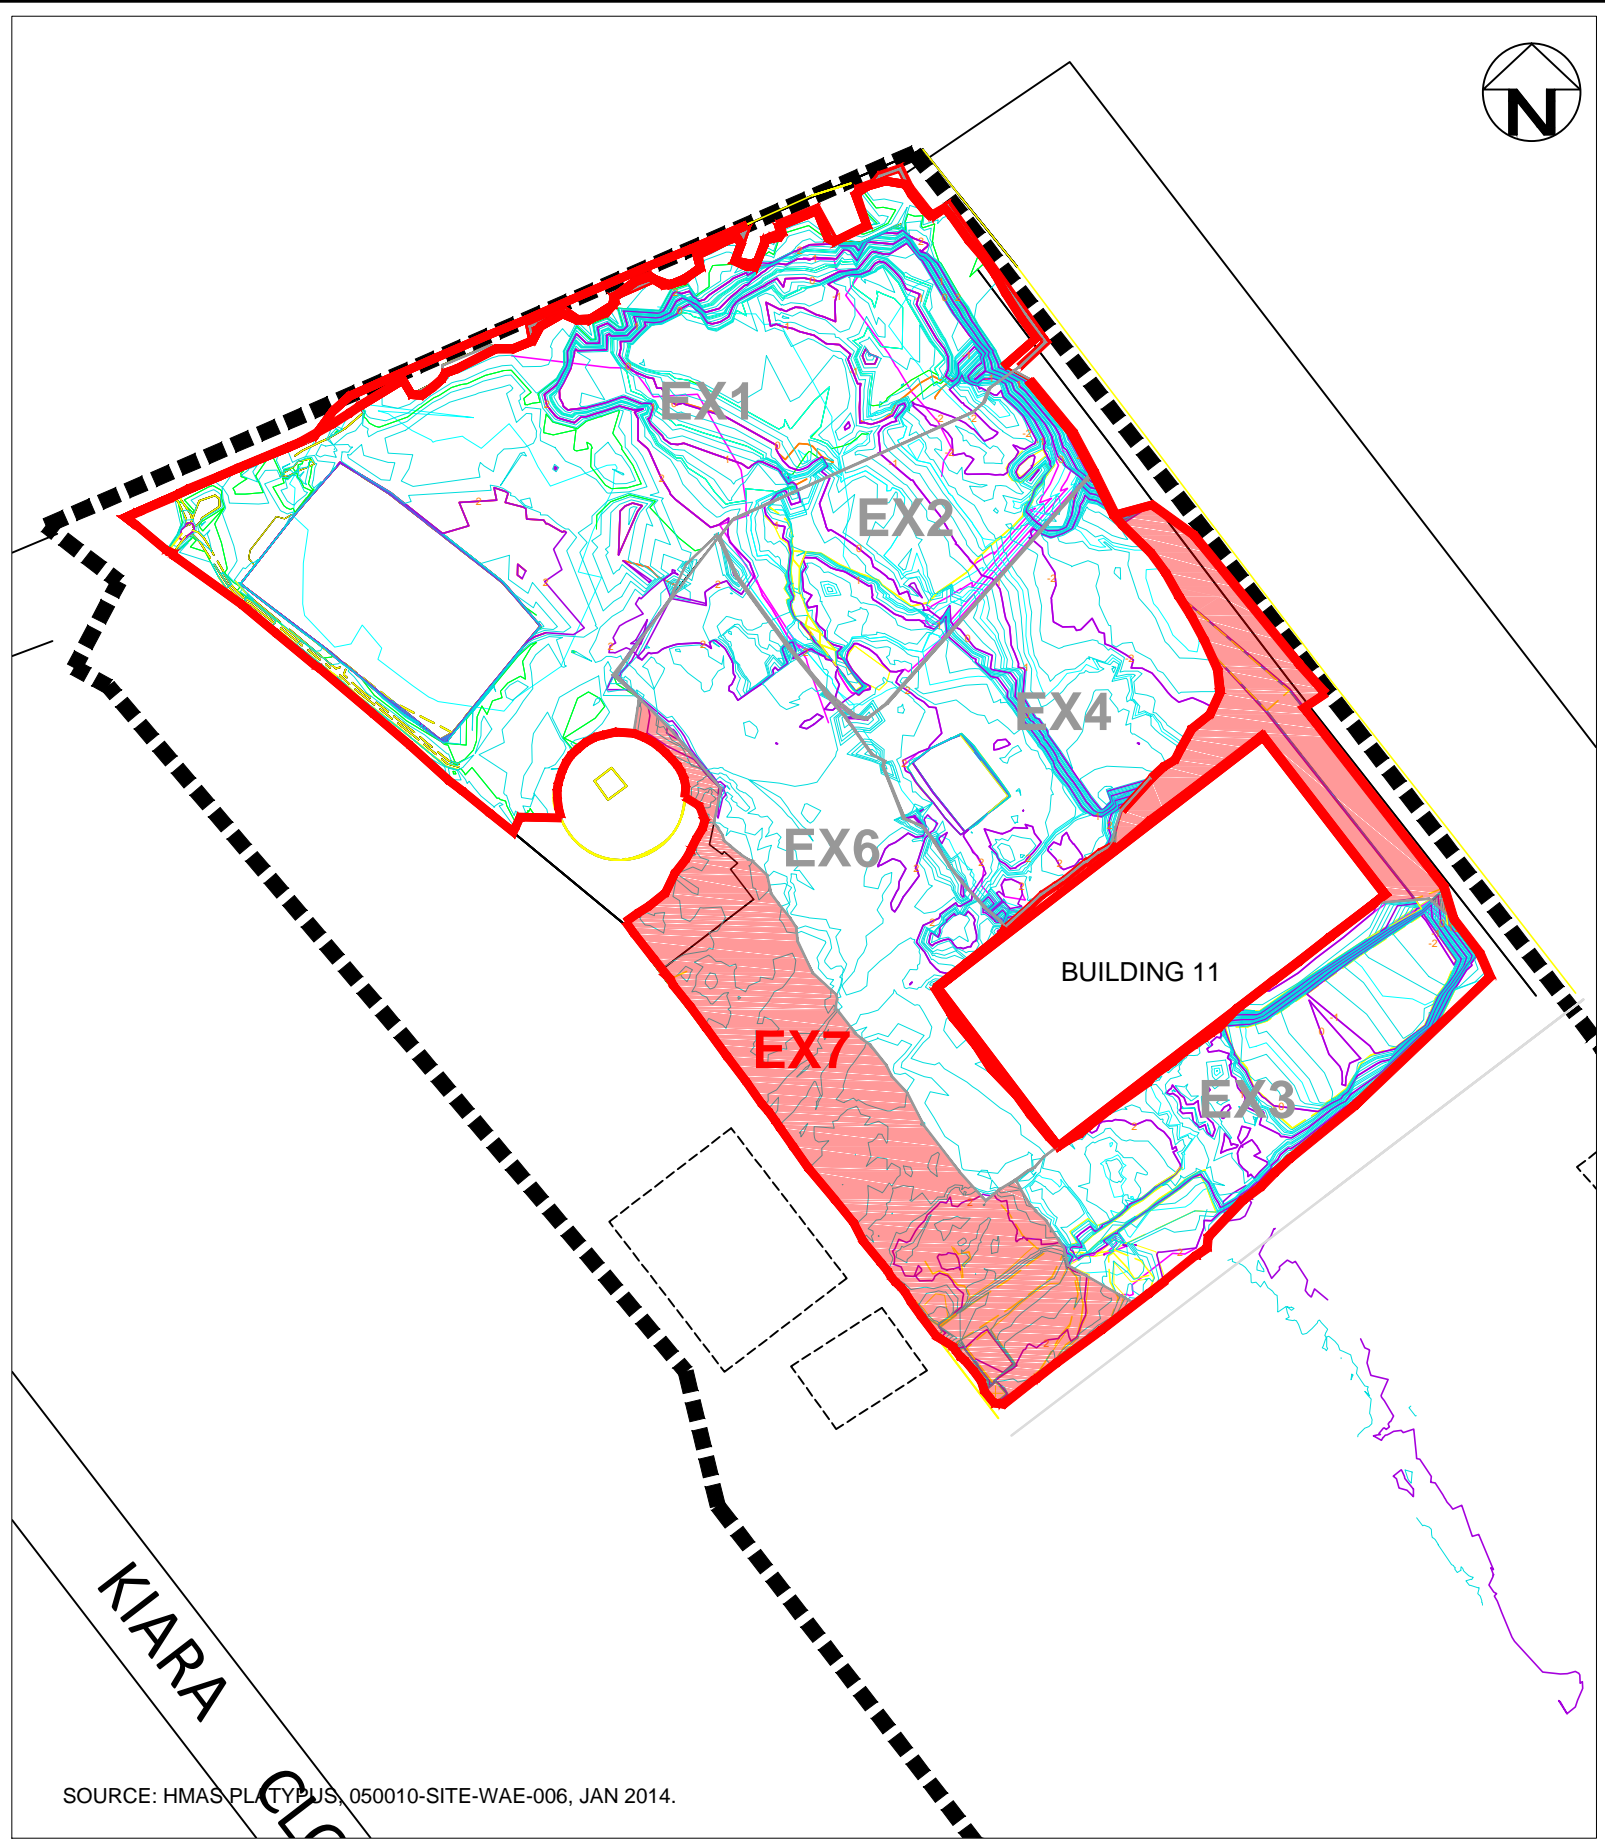 N
EX1
EX2
EX4
EX6
BUILDING 11
EX7
EX3
KIARA
SOURCE: HMAS PLATYPUS, 050010-SITE-WAE-006, JAN 2014.